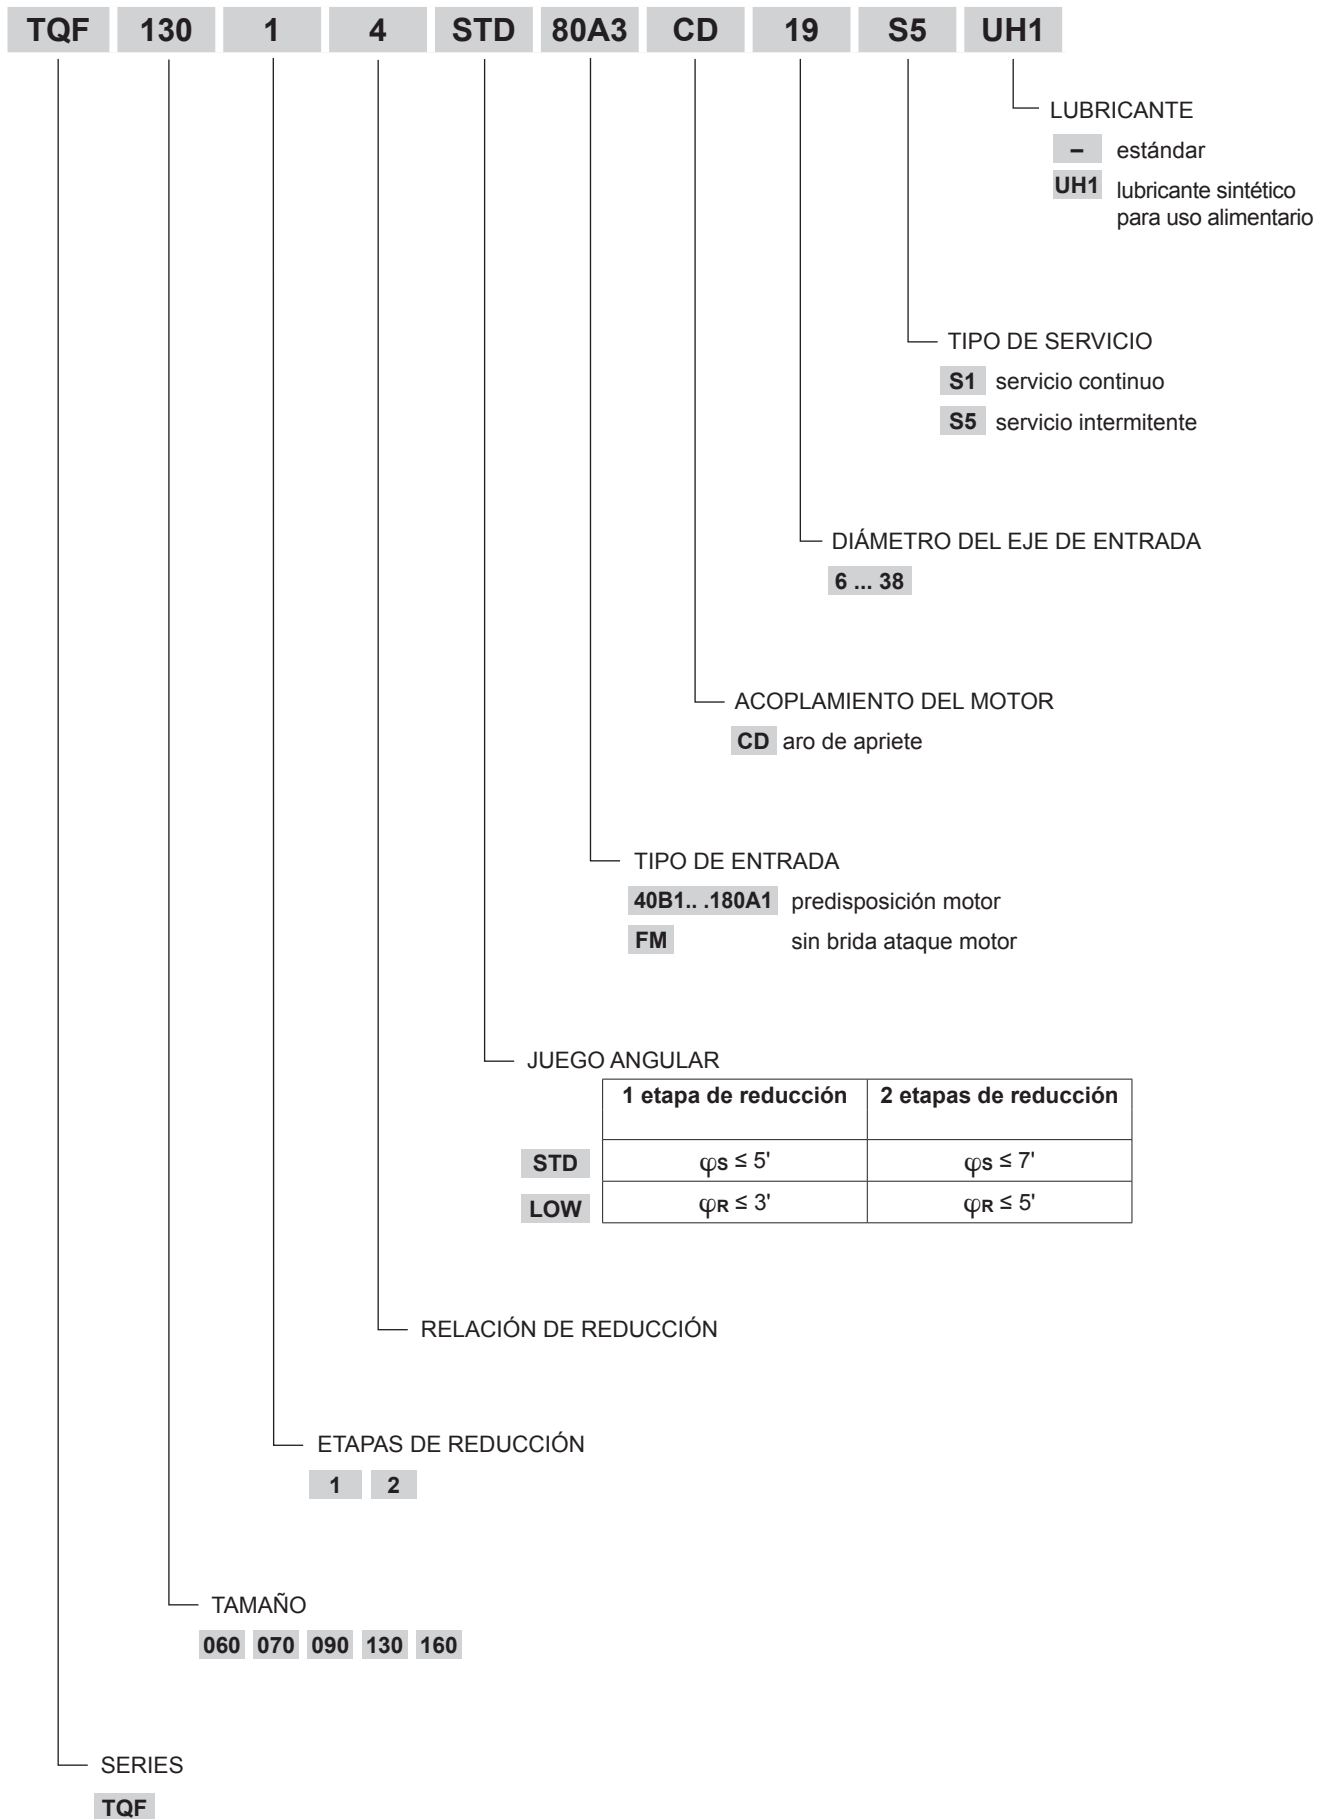 TQF 130 1 4 STD 80A3 CD 19 S5 UH1
LUBRICANTE
– estándar
UH1 lubricante sintético
para uso alimentario
TIPO DE SERVICIO
S1 servicio continuo
S5 servicio intermitente
DIÁMETRO DEL EJE DE ENTRADA
6 ... 38
ACOPLAMIENTO DEL MOTOR
CD aro de apriete
TIPO DE ENTRADA
40B1.. .180A1 predisposición motor
FM sin brida ataque motor
JUEGO ANGULAR
1 etapa de reducción 2 etapas de reducción
STD φS ≤ 5' φS ≤ 7'
LOW φR ≤ 3' φR ≤ 5'
RELACIÓN DE REDUCCIÓN
ETAPAS DE REDUCCIÓN
1 2
TAMAÑO
060 070 090 130 160
SERIES
TQF